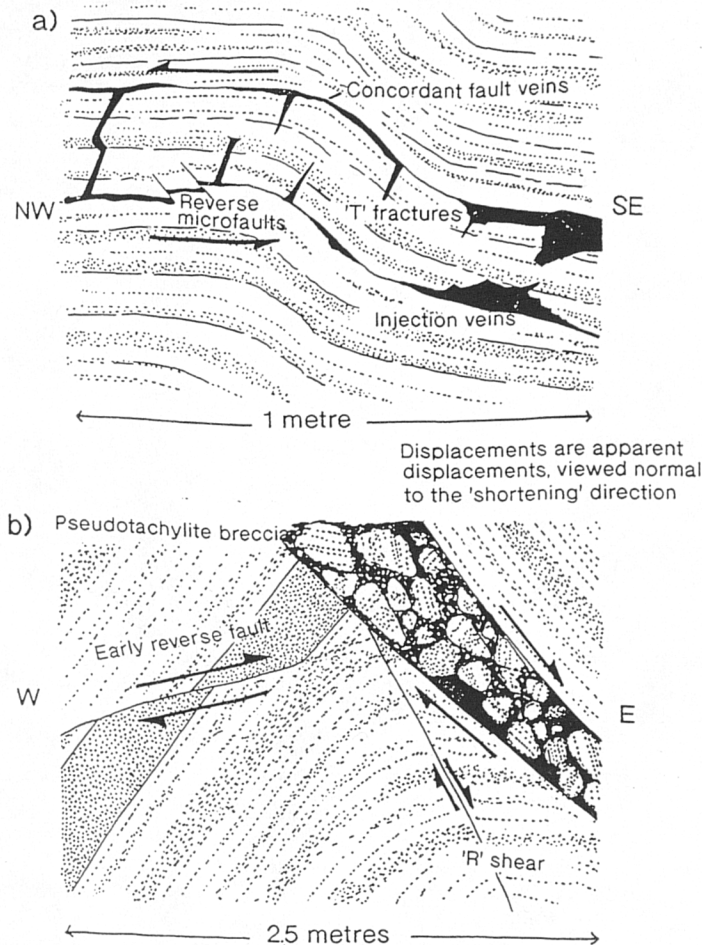 a)
Concordant fault veins
NW
Reverse
microfaults
'T' fractures
SE
Injection veins
1 metre
Displacements are apparent
displacements, viewed normal
to the 'shortening' direction
b)
Pseudotachylite breccia
Early reverse fault
W
E
'R' shear
2.5 metres